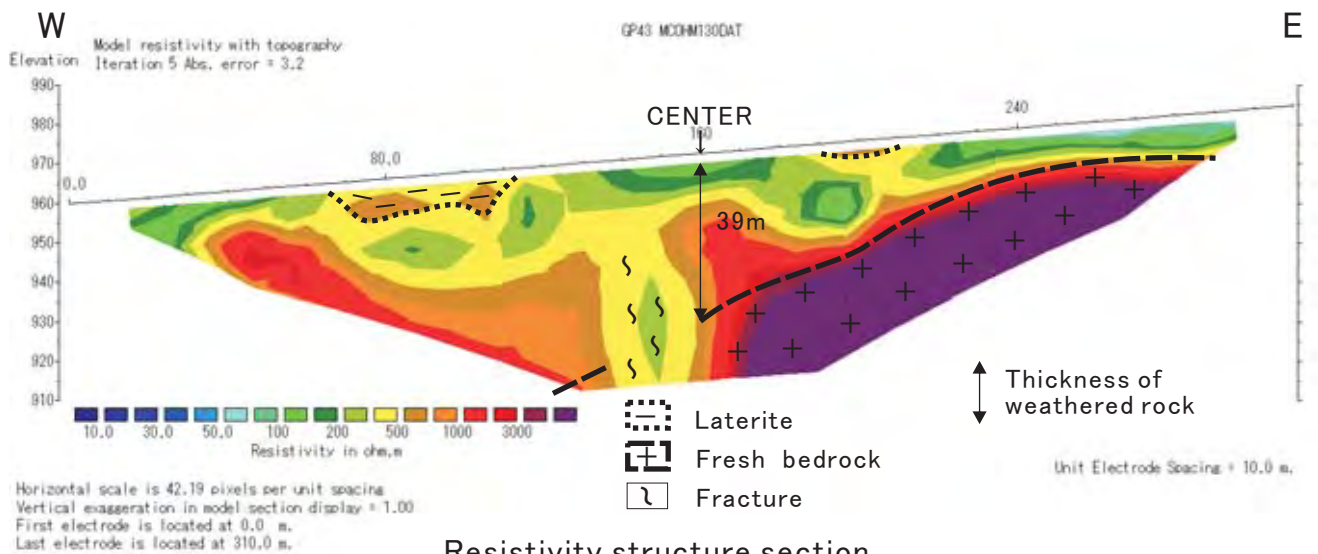 W
E
GP43 MCOHM130DAT
Model resistivity with topography
Elevation
Iteration 5 Abs. error = 3.2
990
980
970
960
950
940
930
920
910
CENTER
0.0
80.0
160
240
39m
10.0 30.0 50.0 100 200 500 1000 3000
Resistivity in ohm.m
Laterite
Fresh bedrock
Fracture
Thickness of
weathered rock
Unit Electrode Spacing = 10.0 m.
Horizontal scale is 42.19 pixels per unit spacing
Vertical exaggeration in model section display = 1.00
First electrode is located at 0.0 m.
Last electrode is located at 310.0 m.
Resistivity structure section